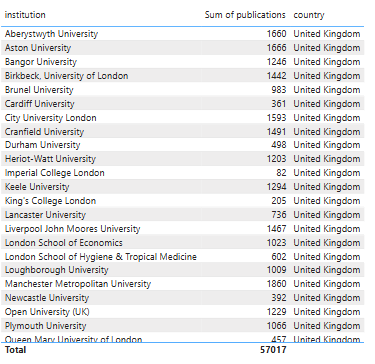 institution Sum of publications country
Aberystwyth University 1660 United Kingdom
Aston University 1666 United Kingdom
Bangor University 1246 United Kingdom
Birkbeck, University of London 1442 United Kingdom
Brunel University 983 United Kingdom
Cardiff University 361 United Kingdom
City University London 1593 United Kingdom
Cranfield University 1491 United Kingdom
Durham University 498 United Kingdom
Heriot-Watt University 1203 United Kingdom
Imperial College London 82 United Kingdom
Keele University 1294 United Kingdom
King's College London 205 United Kingdom
Lancaster University 736 United Kingdom
Liverpool John Moores University 1467 United Kingdom
London School of Economics 1023 United Kingdom
London School of Hygiene & Tropical Medicine 602 United Kingdom
Loughborough University 1009 United Kingdom
Manchester Metropolitan University 1860 United Kingdom
Newcastle University 392 United Kingdom
Open University (UK) 1229 United Kingdom
Plymouth University 1066 United Kingdom
Queen Mary University of London 457 United Kingdom
Total 57017